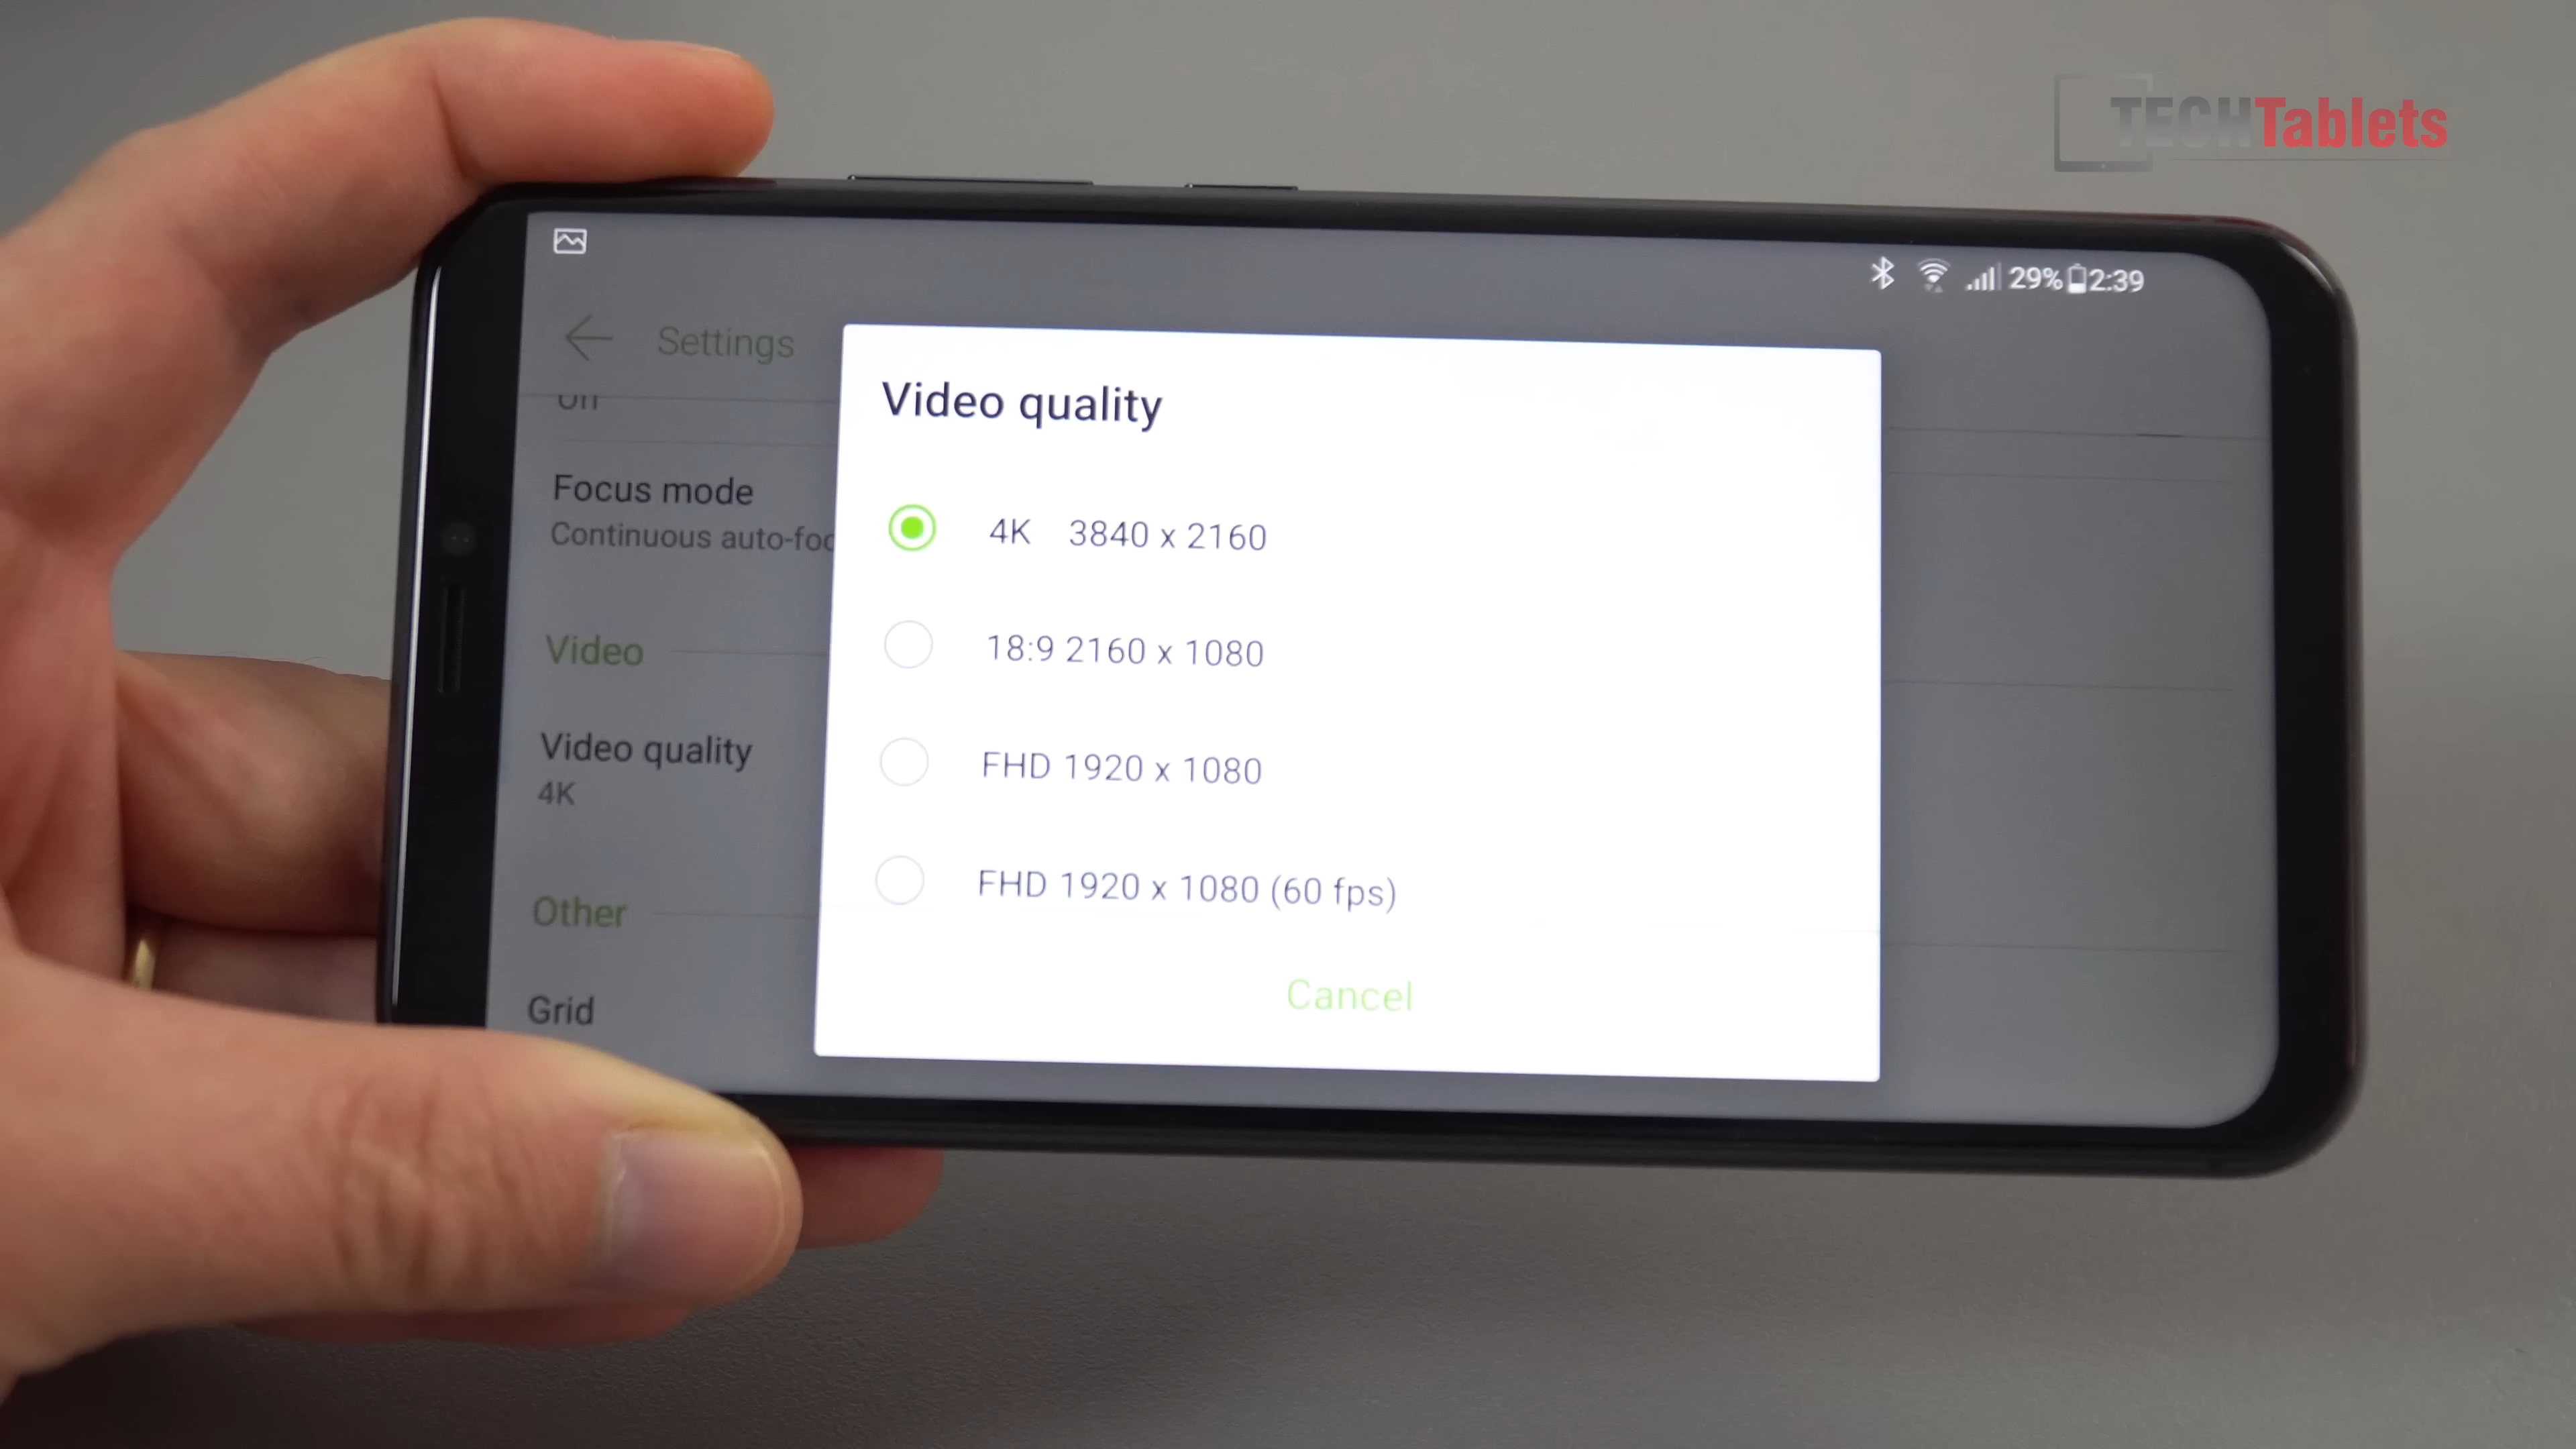 TECHTablets
29% 2:39
Settings
Off
Focus mode
Continuous auto-foc
Video
Video quality
4K
Other
Grid
Video quality
4K 3840 x 2160
18:9 2160 x 1080
FHD 1920 x 1080
FHD 1920 x 1080 (60 fps)
Cancel